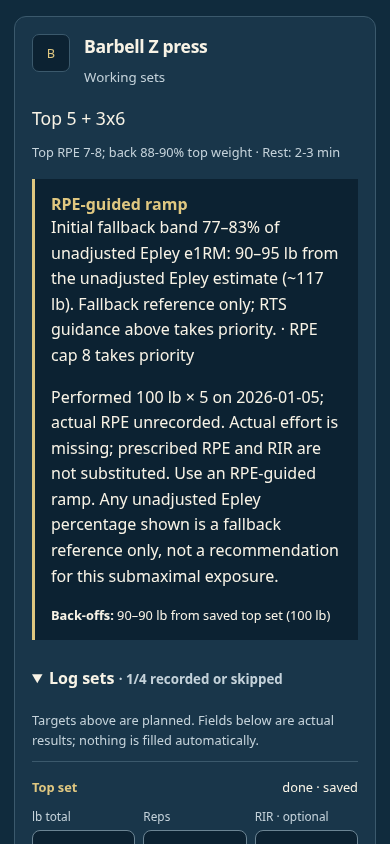 B
Barbell Z press
Working sets
Top 5 + 3x6
Top RPE 7-8; back 88-90% top weight · Rest: 2-3 min
RPE-guided ramp
Initial fallback band 77–83% of
unadjusted Epley e1RM: 90–95 lb from
the unadjusted Epley estimate (~117
lb). Fallback reference only; RTS
guidance above takes priority. · RPE
cap 8 takes priority
Performed 100 lb × 5 on 2026-01-05;
actual RPE unrecorded. Actual effort is
missing; prescribed RPE and RIR are
not substituted. Use an RPE-guided
ramp. Any unadjusted Epley
percentage shown is a fallback
reference only, not a recommendation
for this submaximal exposure.
Back-offs: 90–90 lb from saved top set (100 lb)
▼ Log sets · 1/4 recorded or skipped
Targets above are planned. Fields below are actual
results; nothing is filled automatically.
Top set done · saved
lb total Reps RIR · optional